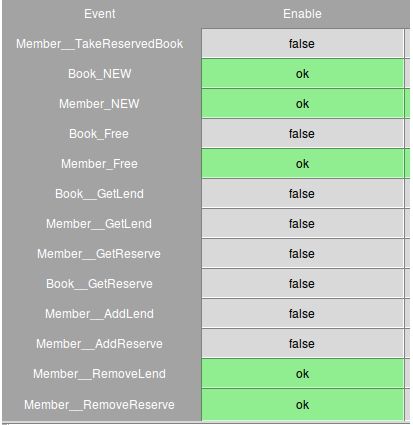 Event Enable
Member__TakeReservedBook false
Book_NEW ok
Member_NEW ok
Book_Free false
Member_Free ok
Book__GetLend false
Member__GetLend false
Member__GetReserve false
Book__GetReserve false
Member__AddLend false
Member__AddReserve false
Member__RemoveLend ok
Member__RemoveReserve ok